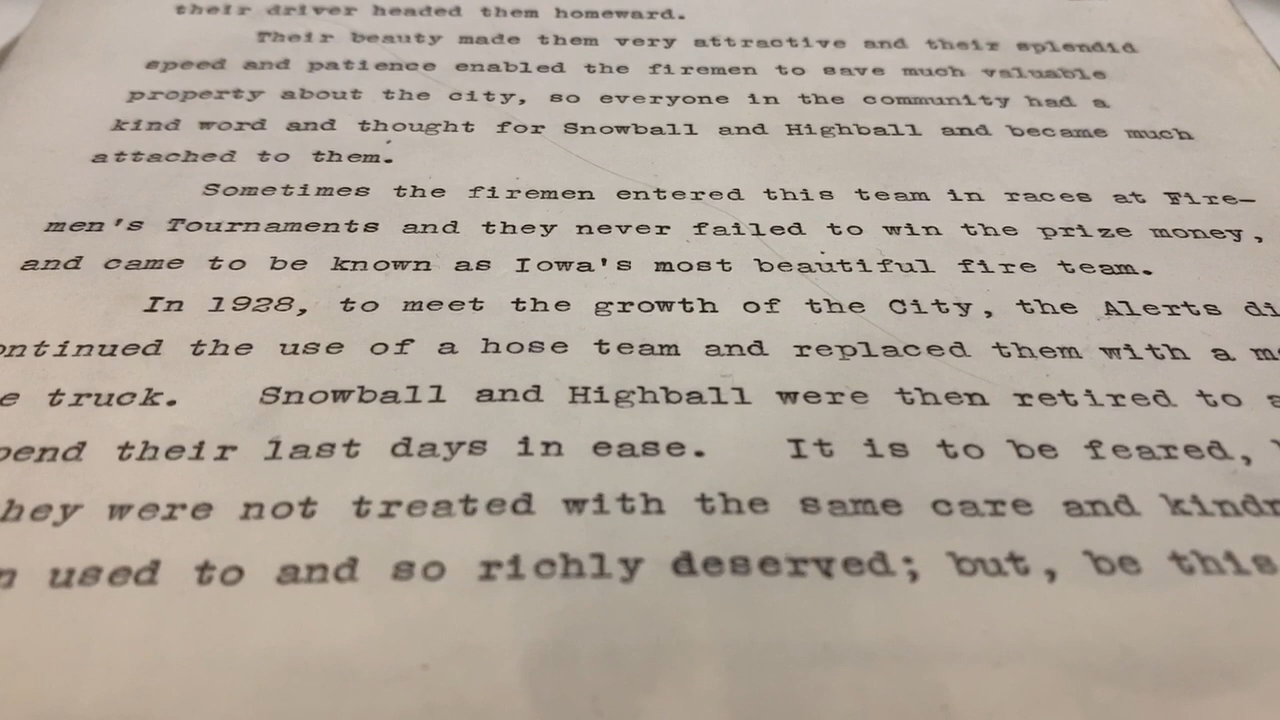 their driver headed them homeward.
Their beauty made them very attractive and their splendid
speed and patience enabled the firemen to save much valuable
property about the city, so everyone in the community had a
kind word and thought for Snowball and Highball and became much
attached to them.
Sometimes the firemen entered this team in races at Fire-
men's Tournaments and they never failed to win the prize money,
and came to be known as Iowa's most beautiful fire team.
In 1928, to meet the growth of the City, the Alerts di
ontinued the use of a hose team and replaced them with a m
e truck. Snowball and Highball were then retired to
pend their last days in ease. It is to be feared,
hey were not treated with the same care and kindn
n used to and so richly deserved; but, be this